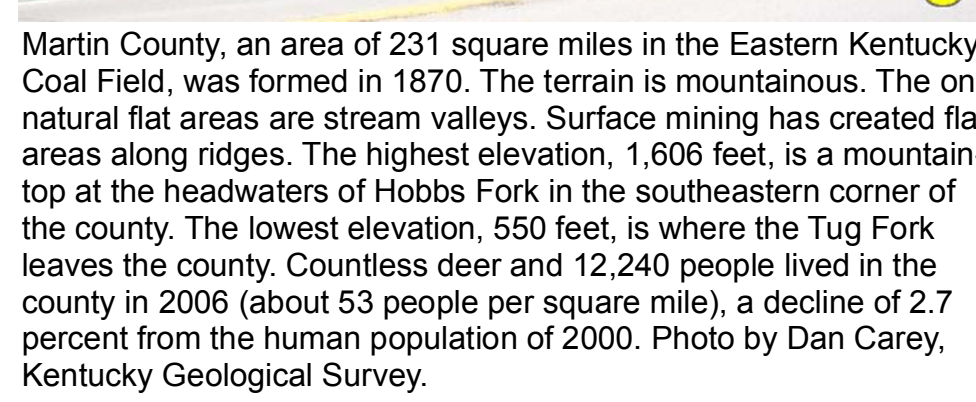 Martin County, an area of 231 square miles in the Eastern Kentucky
Coal Field, was formed in 1870. The terrain is mountainous. The on
natural flat areas are stream valleys. Surface mining has created fla
areas along ridges. The highest elevation, 1,606 feet, is a mountain-
top at the headwaters of Hobbs Fork in the southeastern corner of
the county. The lowest elevation, 550 feet, is where the Tug Fork
leaves the county. Countless deer and 12,240 people lived in the
county in 2006 (about 53 people per square mile), a decline of 2.7
percent from the human population of 2000. Photo by Dan Carey,
Kentucky Geological Survey.